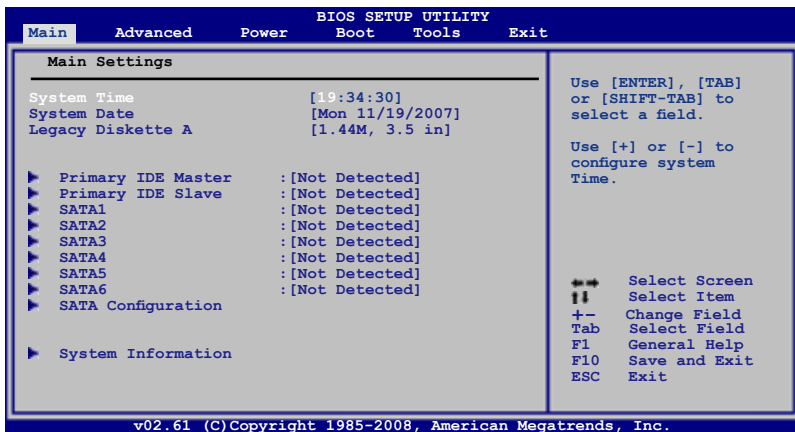 BIOS SETUP UTILITY
Main Advanced Power Boot Tools Exit
Main Settings
System Time [19:34:30]
System Date [Mon 11/19/2007]
Legacy Diskette A [1.44M, 3.5 in]
Primary IDE Master :[Not Detected]
Primary IDE Slave :[Not Detected]
SATA1 :[Not Detected]
SATA2 :[Not Detected]
SATA3 :[Not Detected]
SATA4 :[Not Detected]
SATA5 :[Not Detected]
SATA6 :[Not Detected]
SATA Configuration
System Information
Use [ENTER], [TAB]
or [SHIFT-TAB] to
select a field.
Use [+] or [-] to
configure system
Time.
←→ Select Screen
↑↓ Select Item
+- Change Field
Tab Select Field
F1 General Help
F10 Save and Exit
ESC Exit
v02.61 (C)Copyright 1985-2008, American Megatrends, Inc.